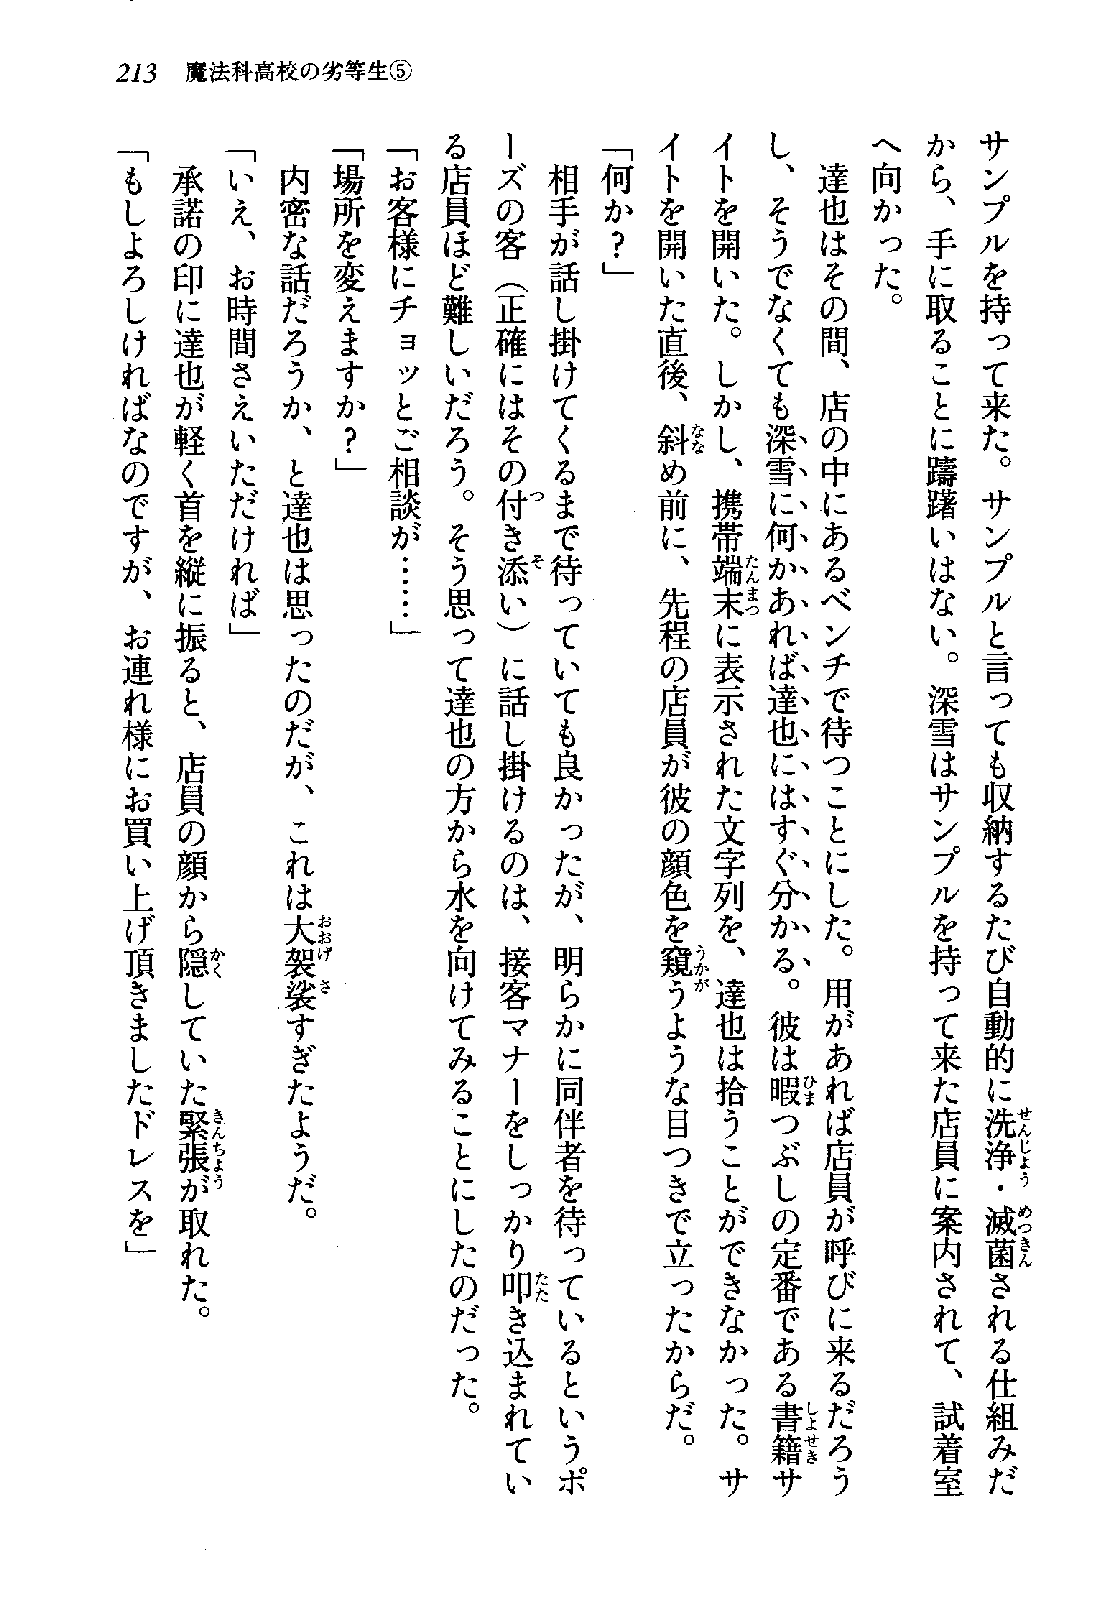 213 魔法科高校の劣等生⑤
サンプルを持って来た。サンプルと言っても収納するたび自動的に洗浄・滅菌される仕組みだ
から、手に取ることに躊躇いはない。深雪はサンプルを持って来た店員に案内されて、試着室
へ向かった。
　達也はその間、店の中にあるベンチで待つことにした。用があれば店員が呼びに来るだろう
し、そうでなくても深雪に何かあれば達也にはすぐ分かる。彼は暇つぶしの定番である書籍サ
イトを開いた。しかし、携帯端末に表示された文字列を、達也は拾うことができなかった。サ
イトを開いた直後、斜め前に、先程の店員が彼の顔色を窺うような目つきで立ったからだ。
「何か？」
　相手が話し掛けてくるまで待っていても良かったが、明らかに同伴者を待っているというポ
ーズの客（正確にはその付き添い）に話し掛けるのは、接客マナーをしっかり叩き込まれてい
る店員ほど難しいだろう。そう思って達也の方から水を向けてみることにしたのだった。
「お客様にチョッとご相談が……」
「場所を変えますか？」
　内密な話だろうか、と達也は思ったのだが、これは大袈裟すぎたようだ。
「いえ、お時間さえいただければ」
　承諾の印に達也が軽く首を縦に振ると、店員の顔から隠していた緊張が取れた。
「もしよろしければなのですが、お連れ様にお買い上げ頂きましたドレスを」